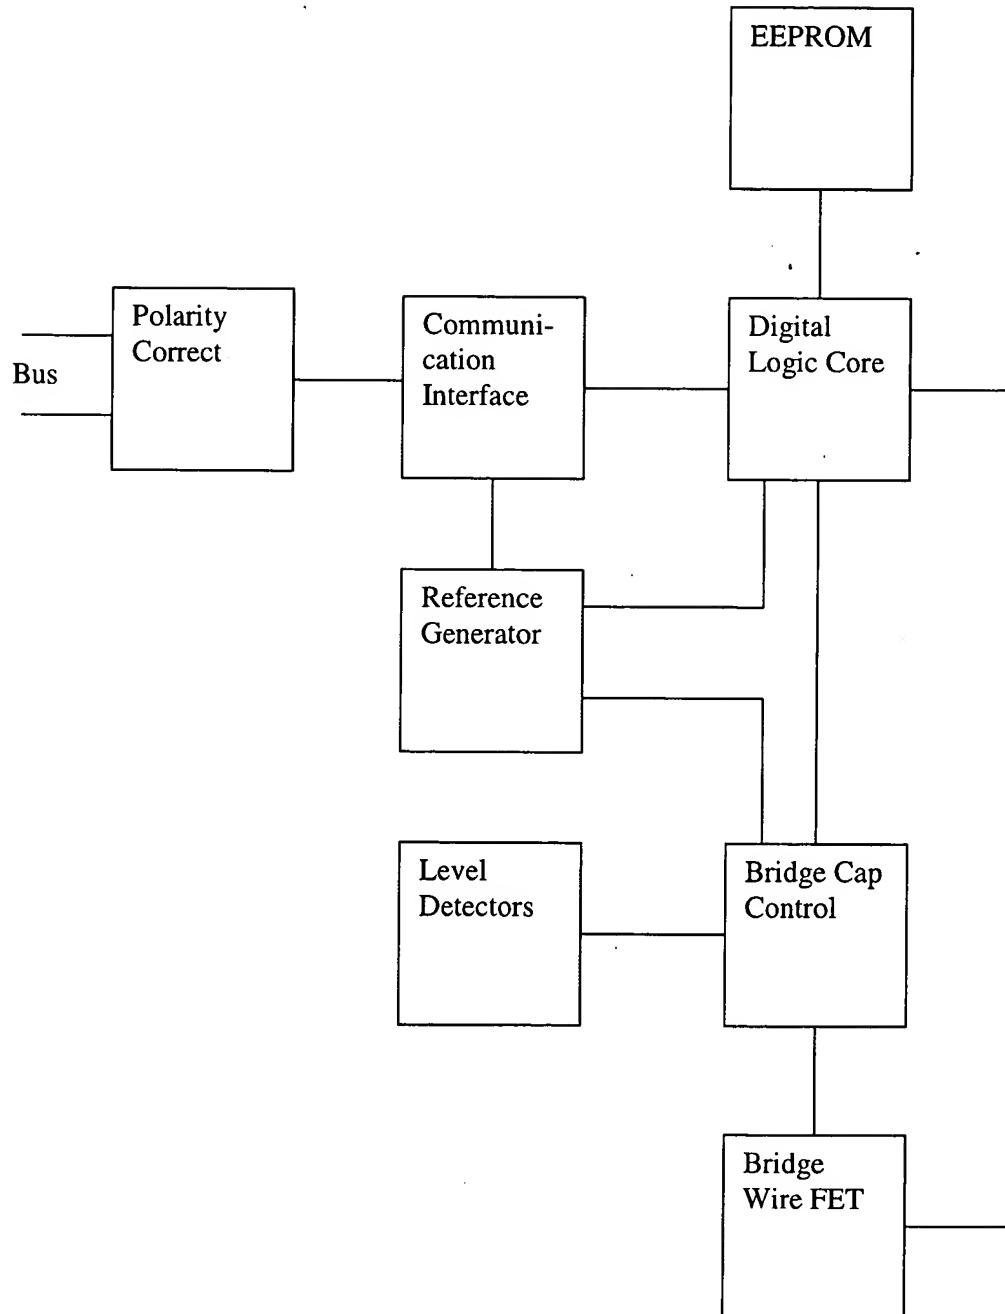 EEPROM
Polarity
Correct
Bus
Communi-
cation
Interface
Digital
Logic Core
Reference
Generator
Level
Detectors
Bridge Cap
Control
Bridge
Wire FET